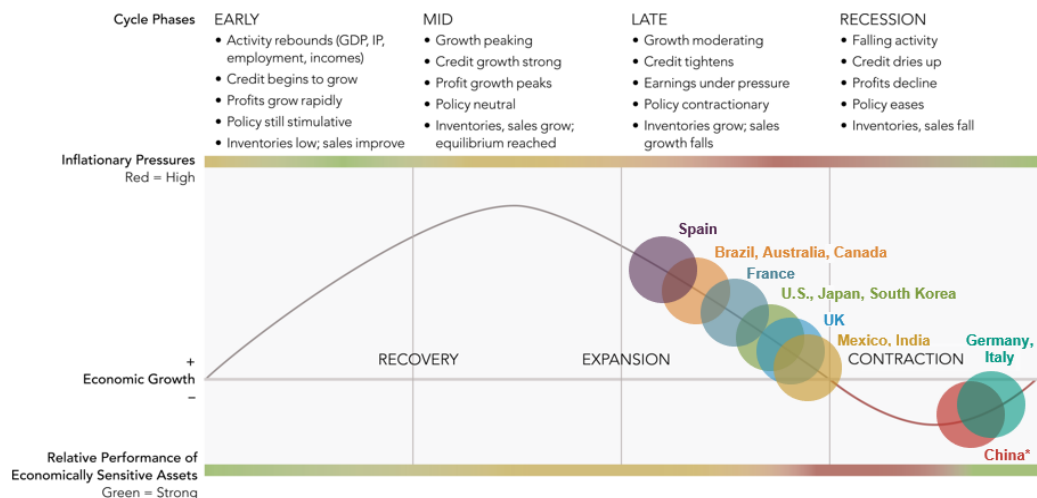 Cycle Phases
EARLY
• Activity rebounds (GDP, IP,
employment, incomes)
• Credit begins to grow
• Profits grow rapidly
• Policy still stimulative
• Inventories low; sales improve
MID
• Growth peaking
• Credit growth strong
• Profit growth peaks
• Policy neutral
• Inventories, sales grow;
equilibrium reached
LATE
• Growth moderating
• Credit tightens
• Earnings under pressure
• Policy contractionary
• Inventories grow; sales
growth falls
RECESSION
• Falling activity
• Credit dries up
• Profits decline
• Policy eases
• Inventories, sales fall
Inflationary Pressures
Red = High
Spain
Brazil, Australia, Canada
France
U.S., Japan, South Korea
UK
Mexico, India
Germany,
Italy
RECOVERY
EXPANSION
CONTRACTION
+
Economic Growth
−
China*
Relative Performance of
Economically Sensitive Assets
Green = Strong